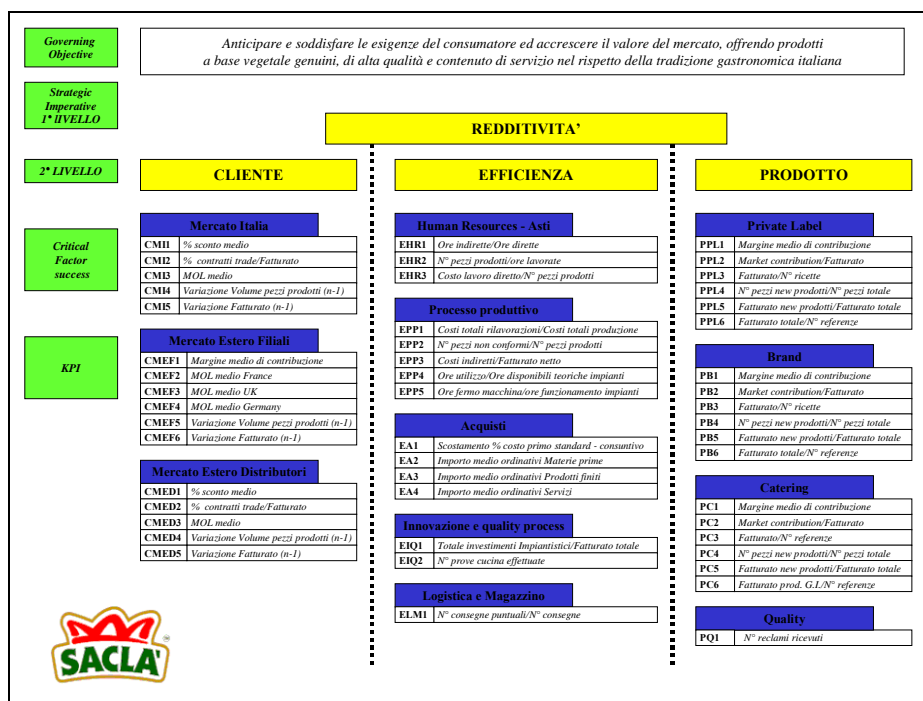 Governing
Objective
Anticipare e soddisfare le esigenze del consumatore ed accrescere il valore del mercato, offrendo prodotti
a base vegetale genuini, di alta qualità e contenuto di servizio nel rispetto della tradizione gastronomica italiana
Strategic
Imperative
1° lIVELLO
REDDITIVITA'
2° LIVELLO
CLIENTE
EFFICIENZA
PRODOTTO
Critical
Factor
success
KPI
Mercato Italia
CMI1 % sconto medio
CMI2 % contratti trade/Fatturato
CMI3 MOL medio
CMI4 Variazione Volume pezzi prodotti (n-1)
CMI5 Variazione Fatturato (n-1)
Mercato Estero Filiali
CMEF1 Margine medio di contribuzione
CMEF2 MOL medio France
CMEF3 MOL medio UK
CMEF4 MOL medio Germany
CMEF5 Variazione Volume pezzi prodotti (n-1)
CMEF6 Variazione Fatturato (n-1)
Mercato Estero Distributori
CMED1 % sconto medio
CMED2 % contratti trade/Fatturato
CMED3 MOL medio
CMED4 Variazione Volume pezzi prodotti (n-1)
CMED5 Variazione Fatturato (n-1)
Human Resources - Asti
EHR1 Ore indirette/Ore dirette
EHR2 N° pezzi prodotti/ore lavorate
EHR3 Costo lavoro diretto/N° pezzi prodotti
Processo produttivo
EPP1 Costi totali rilavorazioni/Costi totali produzione
EPP2 N° pezzi non conformi/N° pezzi prodotti
EPP3 Costi indiretti/Fatturato netto
EPP4 Ore utilizzo/Ore disponibili teoriche impianti
EPP5 Ore fermo macchina/ore funzionamento impianti
Acquisti
EA1 Scostamento % costo primo standard - consuntivo
EA2 Importo medio ordinativi Materie prime
EA3 Importo medio ordinativi Prodotti finiti
EA4 Importo medio ordinativi Servizi
Innovazione e quality process
EIQ1 Totale investimenti Impiantistici/Fatturato totale
EIQ2 N° prove cucina effettuate
Logistica e Magazzino
ELM1 N° consegne puntuali/N° consegne
Private Label
PPL1 Margine medio di contribuzione
PPL2 Market contribution/Fatturato
PPL3 Fatturato/N° ricette
PPL4 N° pezzi new prodotti/N° pezzi totale
PPL5 Fatturato new prodotti/Fatturato totale
PPL6 Fatturato totale/N° referenze
Brand
PB1 Margine medio di contribuzione
PB2 Market contribution/Fatturato
PB3 Fatturato/N° ricette
PB4 N° pezzi new prodotti/N° pezzi totale
PB5 Fatturato new prodotti/Fatturato totale
PB6 Fatturato totale/N° referenze
Catering
PC1 Margine medio di contribuzione
PC2 Market contribution/Fatturato
PC3 Fatturato/N° referenze
PC4 N° pezzi new prodotti/N° pezzi totale
PC5 Fatturato new prodotti/Fatturato totale
PC6 Fatturato prod. G.I./N° referenze
Quality
PQ1 N° reclami ricevuti
SACLA'